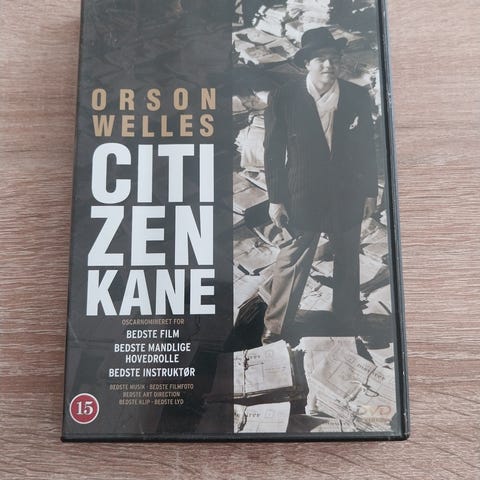 ORSON
WELLES
CITI
ZEN
KANE
OSCARNOMINERET FOR
BEDSTE FILM
BEDSTE MANDLIGE
HOVEDROLLE
BEDSTE INSTRUKTØR
BEDSTE MUSIK · BEDSTE FILMFOTO
BEDSTE ART DIRECTION
BEDSTE KLIP · BEDSTE LYD
15
DVD